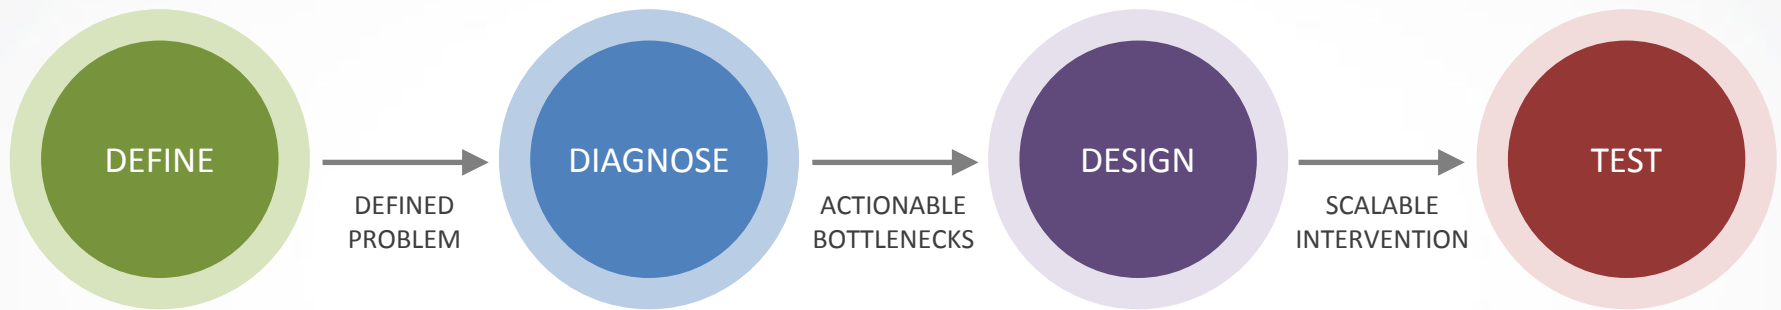 DEFINE
DEFINED
PROBLEM
DIAGNOSE
ACTIONABLE
BOTTLENECKS
DESIGN
SCALABLE
INTERVENTION
TEST